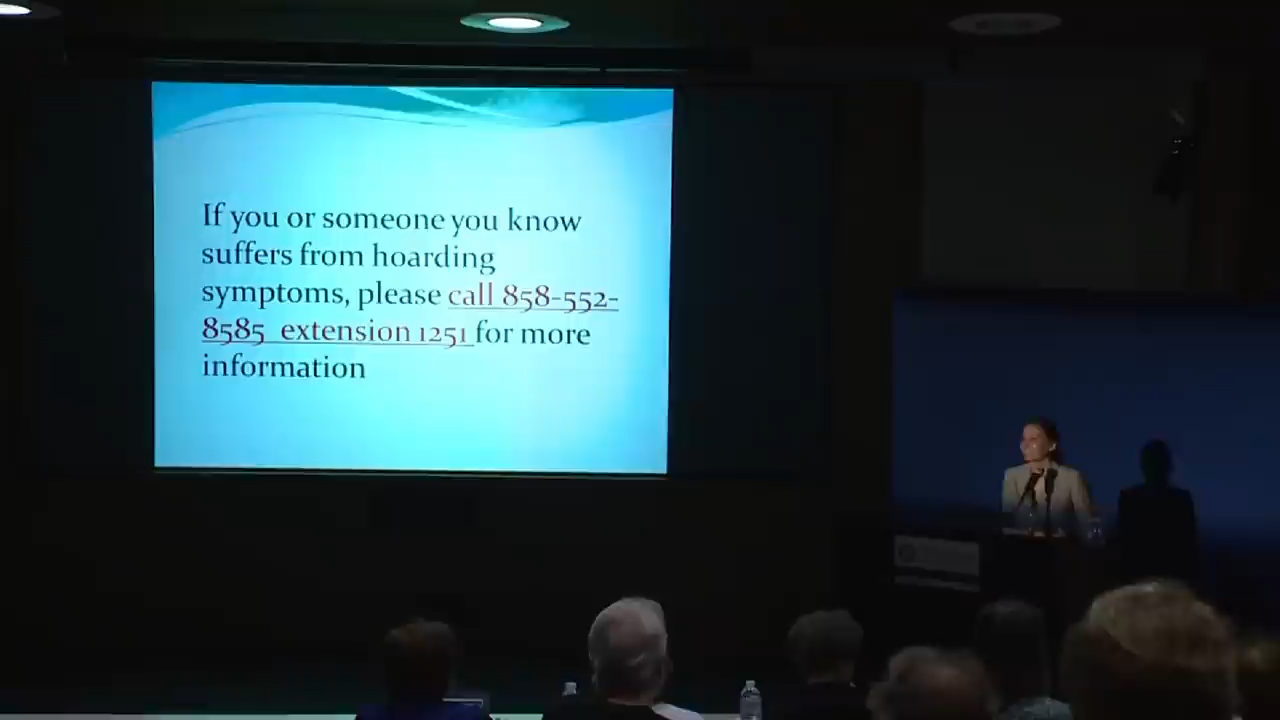 If you or someone you know
suffers from hoarding
symptoms, please call 858-552-
8585 extension 1251 for more
information